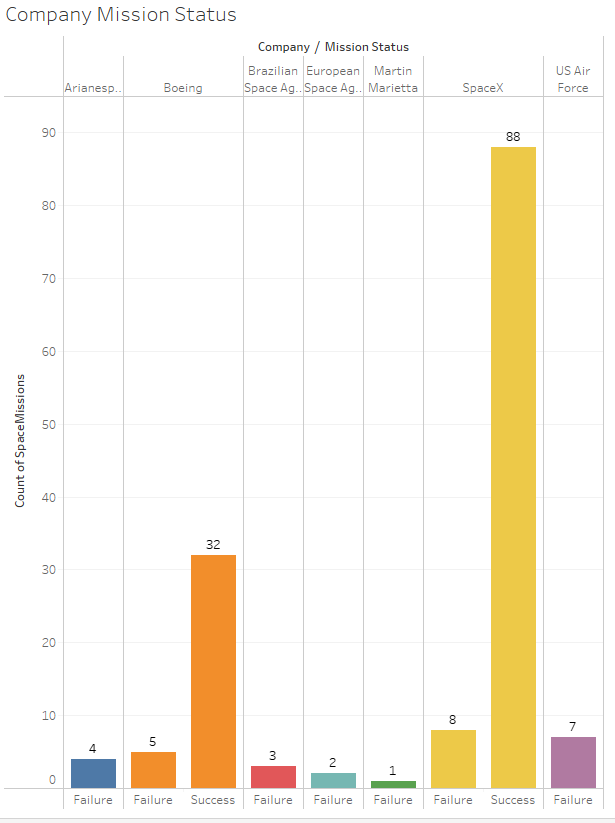 Company Mission Status
Company / Mission Status
Arianesp..
Boeing
Brazilian
Space Ag..
European
Space Ag..
Martin
Marietta
SpaceX
US Air
Force
Count of SpaceMissions
90
80
70
60
50
40
30
20
10
0
4
5
32
3
2
1
8
88
7
Failure
Failure
Success
Failure
Failure
Failure
Failure
Success
Failure